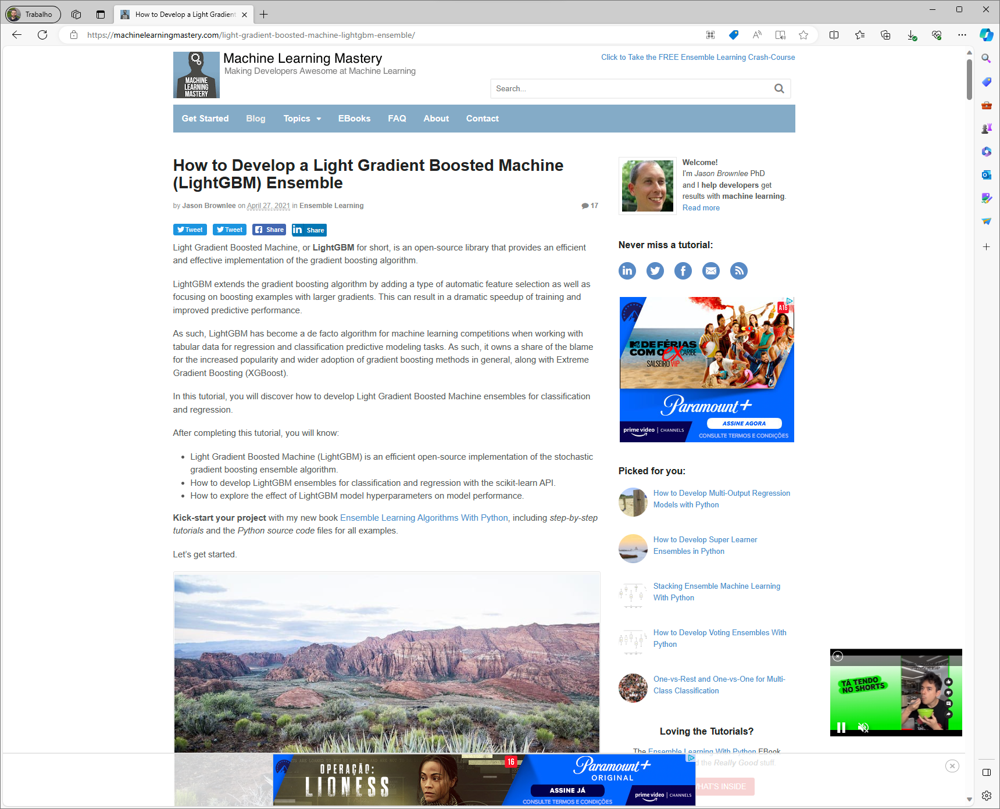 Trabalho
How to Develop a Light Gradient
https://machinelearningmastery.com/light-gradient-boosted-machine-lightgbm-ensemble/
MACHINE
LEARNING
MASTERY
Machine Learning Mastery
Making Developers Awesome at Machine Learning
Click to Take the FREE Ensemble Learning Crash-Course
Search...
Get Started Blog Topics EBooks FAQ About Contact
How to Develop a Light Gradient Boosted Machine
(LightGBM) Ensemble
by Jason Brownlee on April 27, 2021 in Ensemble Learning 17
Tweet Tweet Share Share
Light Gradient Boosted Machine, or LightGBM for short, is an open-source library that provides an efficient
and effective implementation of the gradient boosting algorithm.
LightGBM extends the gradient boosting algorithm by adding a type of automatic feature selection as well as
focusing on boosting examples with larger gradients. This can result in a dramatic speedup of training and
improved predictive performance.
As such, LightGBM has become a de facto algorithm for machine learning competitions when working with
tabular data for regression and classification predictive modeling tasks. As such, it owns a share of the blame
for the increased popularity and wider adoption of gradient boosting methods in general, along with Extreme
Gradient Boosting (XGBoost).
In this tutorial, you will discover how to develop Light Gradient Boosted Machine ensembles for classification
and regression.
After completing this tutorial, you will know:
• Light Gradient Boosted Machine (LightGBM) is an efficient open-source implementation of the stochastic
gradient boosting ensemble algorithm.
• How to develop LightGBM ensembles for classification and regression with the scikit-learn API.
• How to explore the effect of LightGBM model hyperparameters on model performance.
Kick-start your project with my new book Ensemble Learning Algorithms With Python, including step-by-step
tutorials and the Python source code files for all examples.
Let's get started.
Welcome!
I'm Jason Brownlee PhD
and I help developers get
results with machine learning.
Read more
Never miss a tutorial:
A16
MTV DE FÉRIAS
COM O EX CARIBE
SALSEIRO VIP
Paramount+
ASSINE AGORA
prime video | CHANNELS
CONSULTE TERMOS E CONDIÇÕES
Picked for you:
How to Develop Multi-Output Regression
Models with Python
How to Develop Super Learner
Ensembles in Python
Stacking Ensemble Machine Learning
With Python
How to Develop Voting Ensembles With
Python
One-vs-Rest and One-vs-One for Multi-
Class Classification
Loving the Tutorials?
The Ensemble Learning With Python EBook
the Really Good stuff.
WHAT'S INSIDE
TÁ TENDO
NO SHORTS
OPERAÇÃO:
LIONESS
16
Paramount+
ORIGINAL
ASSINE JÁ
prime video | CHANNELS
CONSULTE TERMOS E CONDIÇÕES